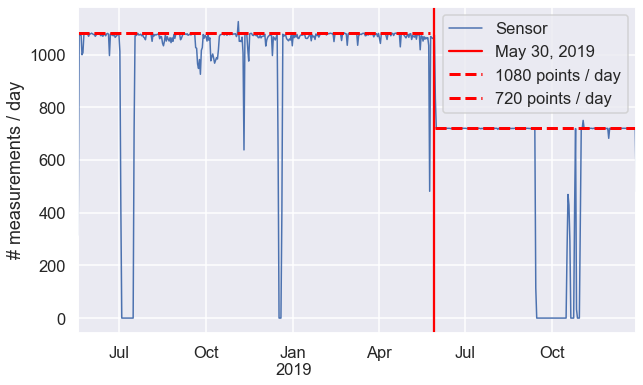 Sensor
May 30, 2019
1080 points / day
720 points / day
# measurements / day
1000
800
600
400
200
0
Jul
Oct
Jan
2019
Apr
Jul
Oct